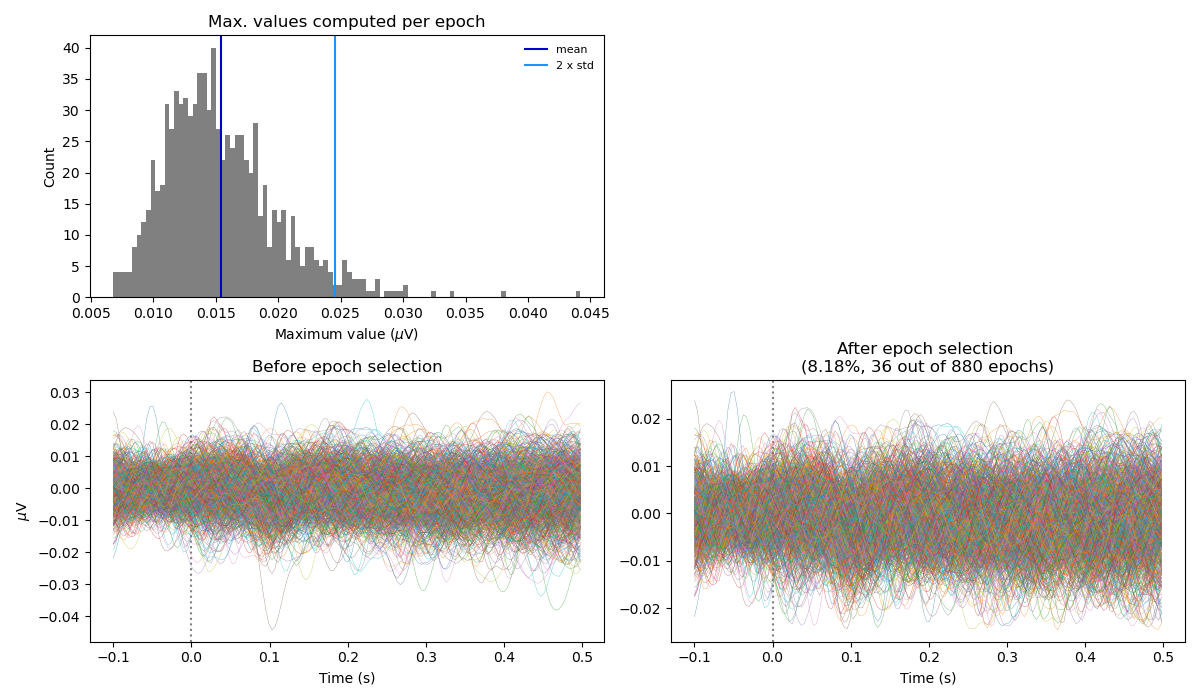 Max. values computed per epoch
40
35
30
25
20
15
10
5
0
Count
mean
2 x std
0.005 0.010 0.015 0.020 0.025 0.030 0.035 0.040 0.045
Maximum value (μV)
Before epoch selection
0.03
0.02
0.01
0.00
−0.01
−0.02
−0.03
−0.04
μV
−0.1 0.0 0.1 0.2 0.3 0.4 0.5
Time (s)
After epoch selection
(8.18%, 36 out of 880 epochs)
0.02
0.01
0.00
−0.01
−0.02
−0.1 0.0 0.1 0.2 0.3 0.4 0.5
Time (s)